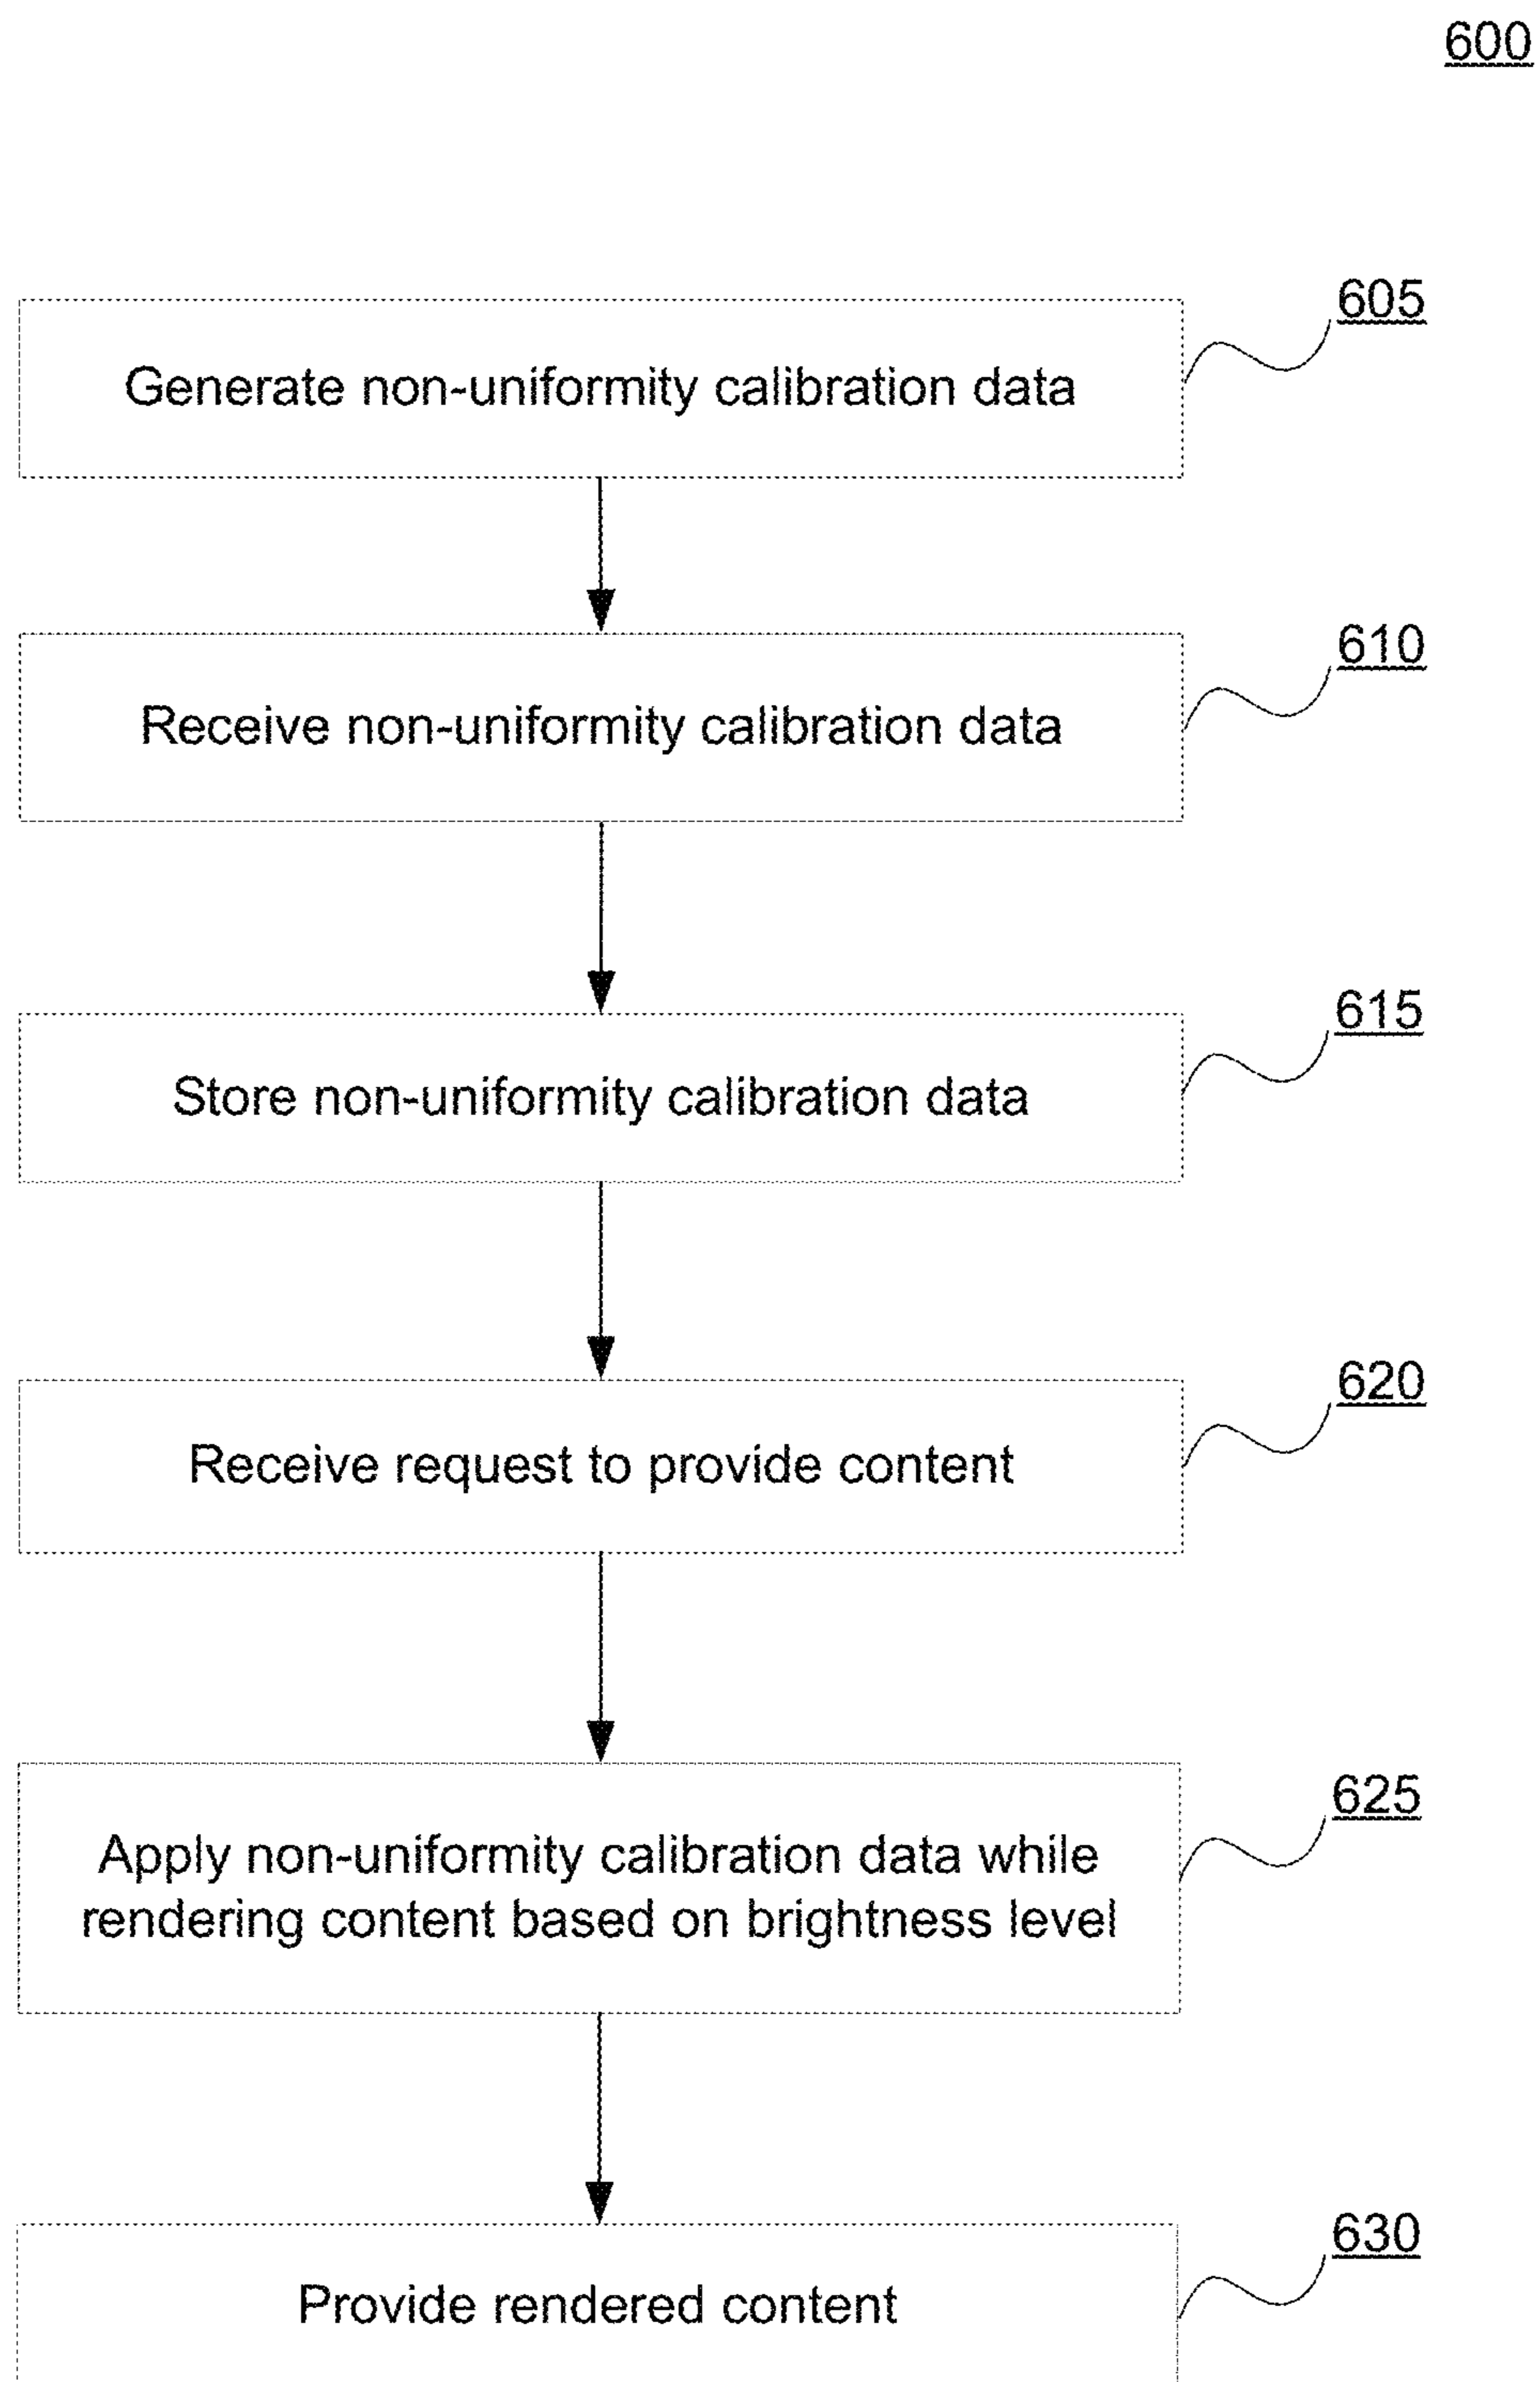 600
605
Generate non-uniformity calibration data
610
Receive non-uniformity calibration data
615
Store non-uniformity calibration data
620
Receive request to provide content
625
Apply non-uniformity calibration data while
rendering content based on brightness level
630
Provide rendered content